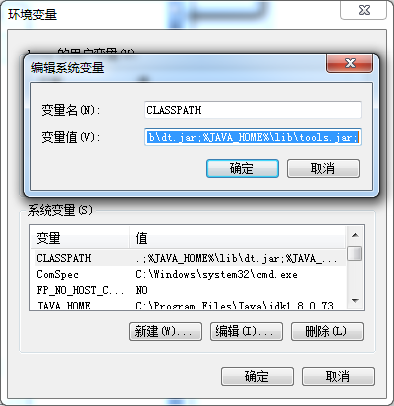 环境变量
的用户变量(U)
编辑系统变量
变量名(N): CLASSPATH
变量值(V): b\dt.jar;%JAVA_HOME%\lib\tools.jar;
确定 取消
系统变量(S)
变量 值
CLASSPATH .;%JAVA_HOME%\lib\dt.jar;%JAVA_...
ComSpec C:\Windows\system32\cmd.exe
FP_NO_HOST_C... NO
JAVA_HOME C:\Program Files\Java\jdk1.8.0_73
新建(W)... 编辑(I)... 删除(L)
确定 取消